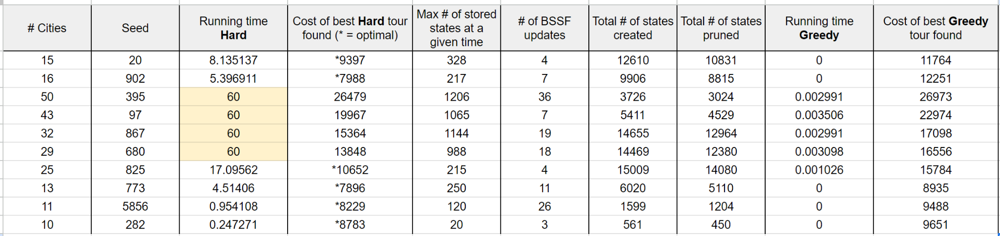 # Cities Seed Running time Hard Cost of best Hard tour found (* = optimal) Max # of stored states at a given time # of BSSF updates Total # of states created Total # of states pruned Running time Greedy Cost of best Greedy tour found
15 20 8.135137 *9397 328 4 12610 10831 0 11764
16 902 5.396911 *7988 217 7 9906 8815 0 12251
50 395 60 26479 1206 36 3726 3024 0.002991 26973
43 97 60 19967 1065 7 5411 4529 0.003506 22974
32 867 60 15364 1144 19 14655 12964 0.002991 17098
29 680 60 13848 988 18 14469 12380 0.003098 16556
25 825 17.09562 *10652 215 4 15009 14080 0.001026 15784
13 773 4.51406 *7896 250 11 6020 5110 0 8935
11 5856 0.954108 *8229 120 26 1599 1204 0 9488
10 282 0.247271 *8783 20 3 561 450 0 9651